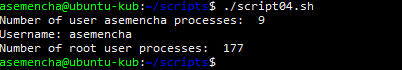 asemencha@ubuntu-kub:~/scripts$ ./script04.sh
Number of user asemencha processes:  9
Username: asemencha
Number of root user processes:  177
asemencha@ubuntu-kub:~/scripts$